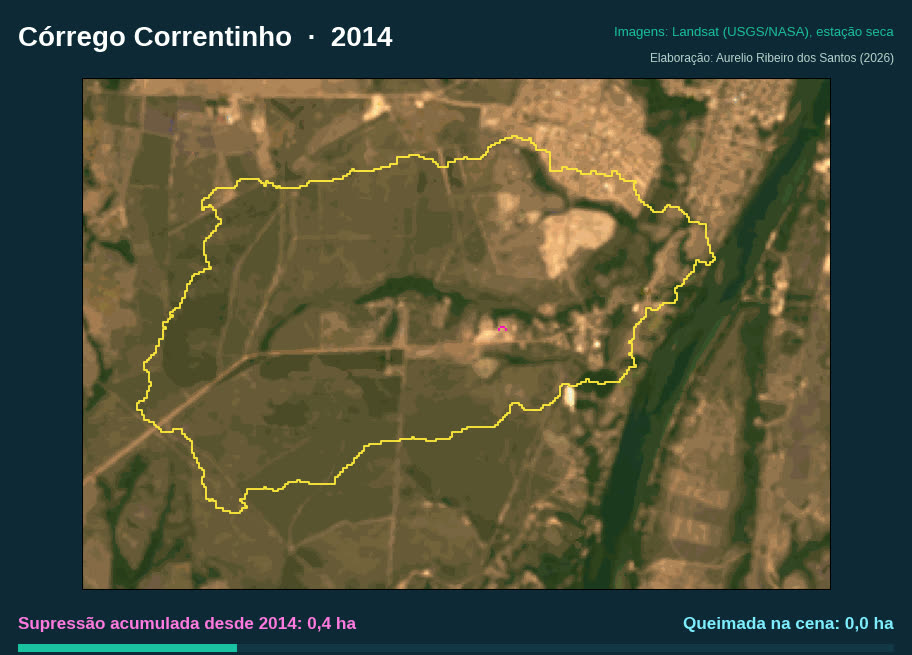 Córrego Correntinho · 2014
Imagens: Landsat (USGS/NASA), estação seca
Elaboração: Aurelio Ribeiro dos Santos (2026)
Supressão acumulada desde 2014: 0,4 ha
Queimada na cena: 0,0 ha